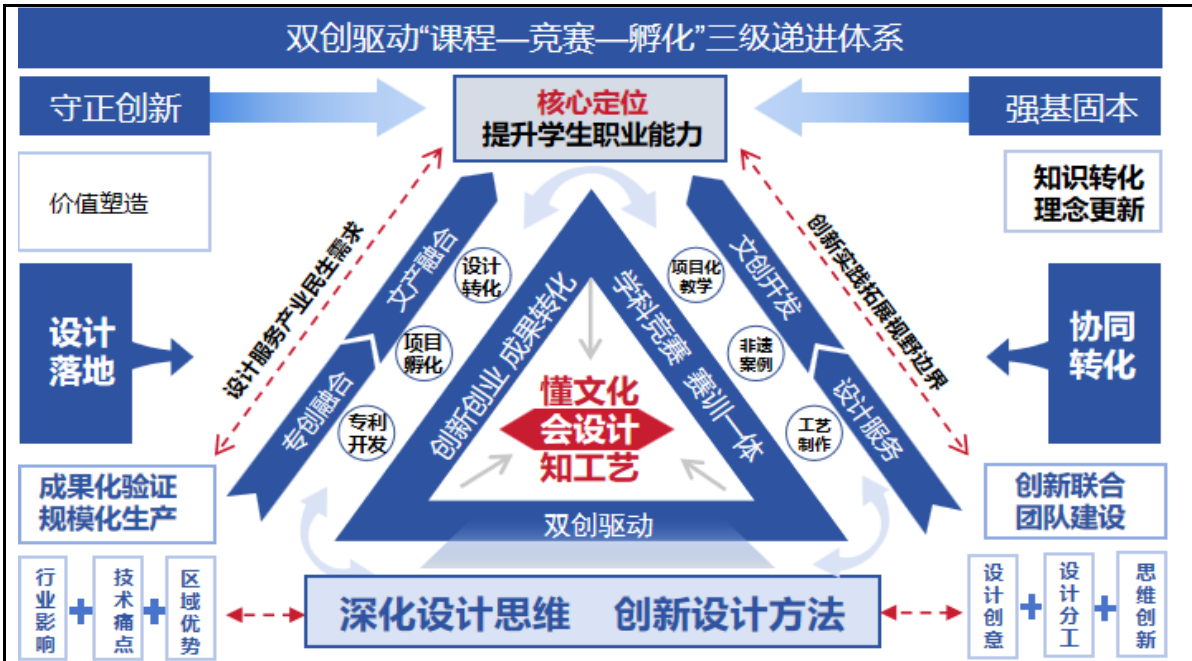 双创驱动“课程—竞赛—孵化”三级递进体系
守正创新
核心定位
提升学生职业能力
强基固本
价值塑造
知识转化
理念更新
设计服务产业民生需求
创新实践拓展视野边界
文产融合
专创融合
文创开发
设计服务
设计
转化
项目
孵化
专利
开发
项目化
教学
非遗
案例
工艺
制作
创新创业 成果转化
学科竞赛 赛训一体
设计
落地
协同
转化
懂文化
会设计
知工艺
双创驱动
成果化验证
规模化生产
创新联合
团队建设
行业影响
+
技术痛点
+
区域优势
深化设计思维 创新设计方法
设计创意
+
设计分工
+
思维创新